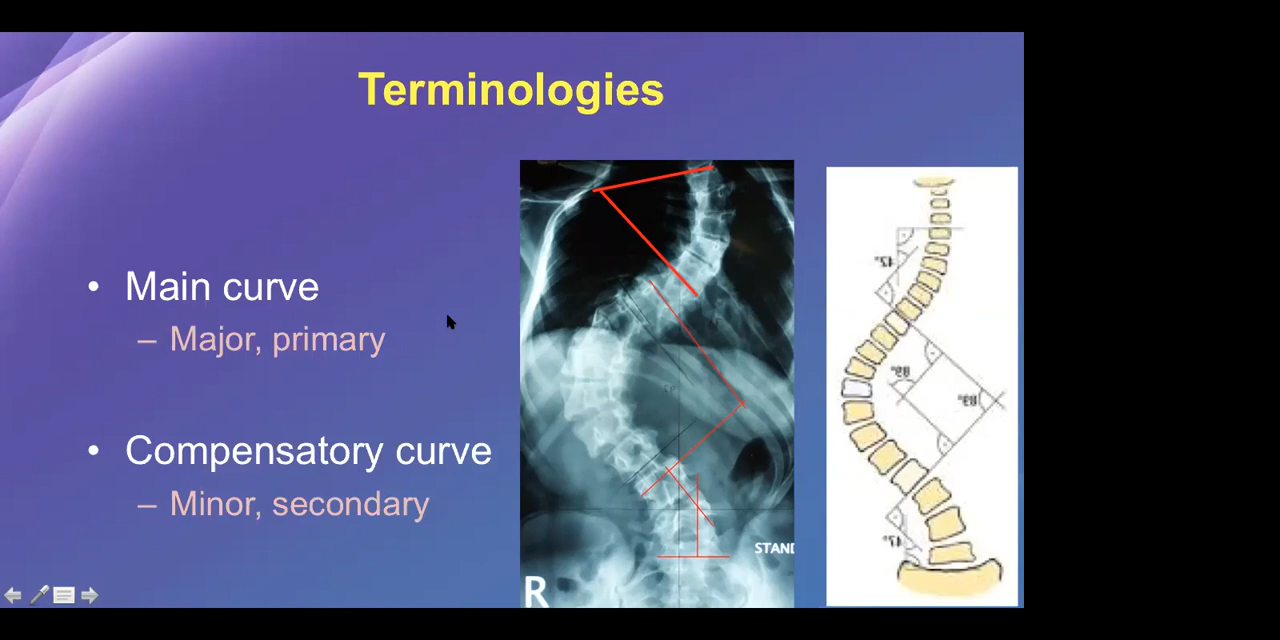 Terminologies
• Main curve
– Major, primary
• Compensatory curve
– Minor, secondary
STAND
R